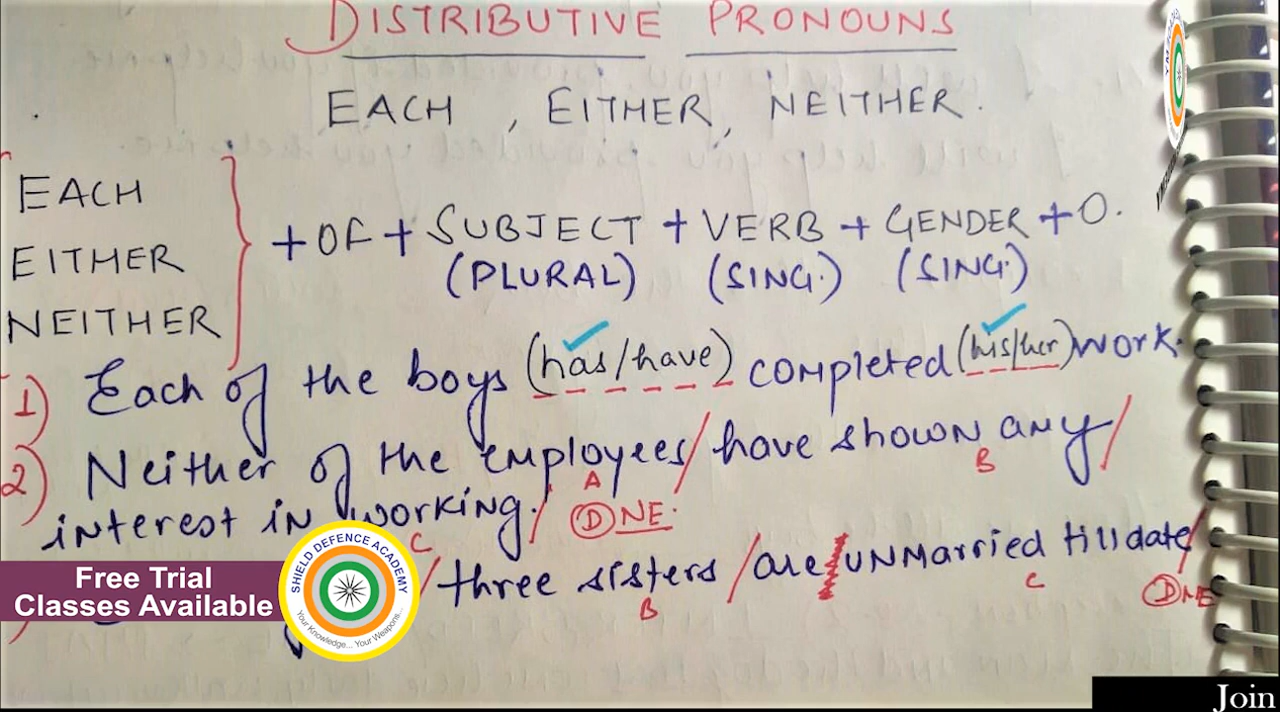 DISTRIBUTIVE PRONOUNS
EACH, EITHER, NEITHER.
EACH
EITHER
NEITHER
+ OF + SUBJECT + VERB + GENDER + O.
(PLURAL) (SING.) (SING.)
1) Each of the boys (has/have) completed (his/her) work.
2) Neither of the employees/ have shown any/
A B
interest in working./ D NE.
C
/ three sisters / are unmarried till date/
B C D NE
Free Trial
Classes Available
SHIELD DEFENCE ACADEMY
Your Knowledge... Your Weapons...
Join